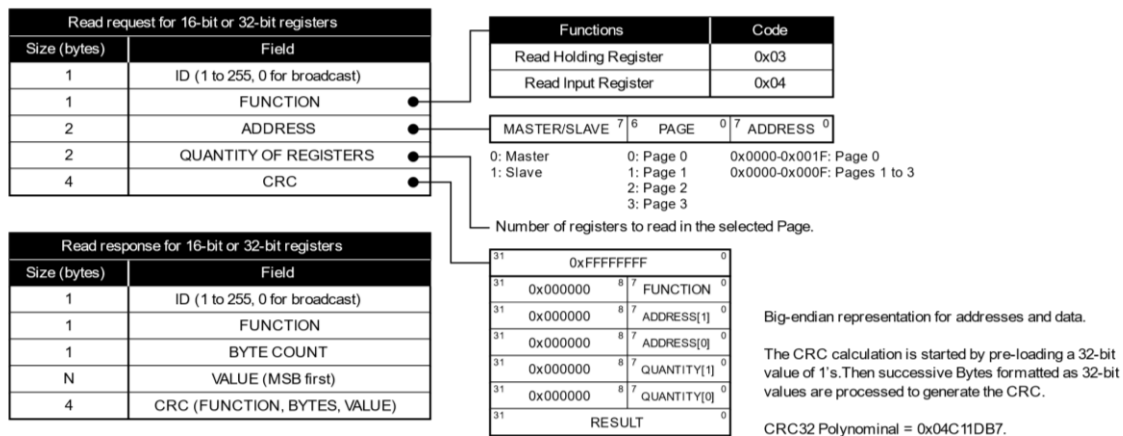 Read request for 16-bit or 32-bit registers
Size (bytes) Field
1 ID (1 to 255, 0 for broadcast)
1 FUNCTION
2 ADDRESS
2 QUANTITY OF REGISTERS
4 CRC
Functions Code
Read Holding Register 0x03
Read Input Register 0x04
MASTER/SLAVE 7 6 PAGE 0 7 ADDRESS 0
0: Master 0: Page 0 0x0000-0x001F: Page 0
1: Slave 1: Page 1 0x0000-0x000F: Pages 1 to 3
2: Page 2
3: Page 3
Number of registers to read in the selected Page.
Read response for 16-bit or 32-bit registers
Size (bytes) Field
1 ID (1 to 255, 0 for broadcast)
1 FUNCTION
1 BYTE COUNT
N VALUE (MSB first)
4 CRC (FUNCTION, BYTES, VALUE)
31 0xFFFFFFFF 0
31 0x000000 8 7 FUNCTION 0
31 0x000000 8 7 ADDRESS[1] 0
31 0x000000 8 7 ADDRESS[0] 0
31 0x000000 8 7 QUANTITY[1] 0
31 0x000000 8 7 QUANTITY[0] 0
31 RESULT 0
Big-endian representation for addresses and data.
The CRC calculation is started by pre-loading a 32-bit
value of 1's.Then successive Bytes formatted as 32-bit
values are processed to generate the CRC.
CRC32 Polynominal = 0x04C11DB7.